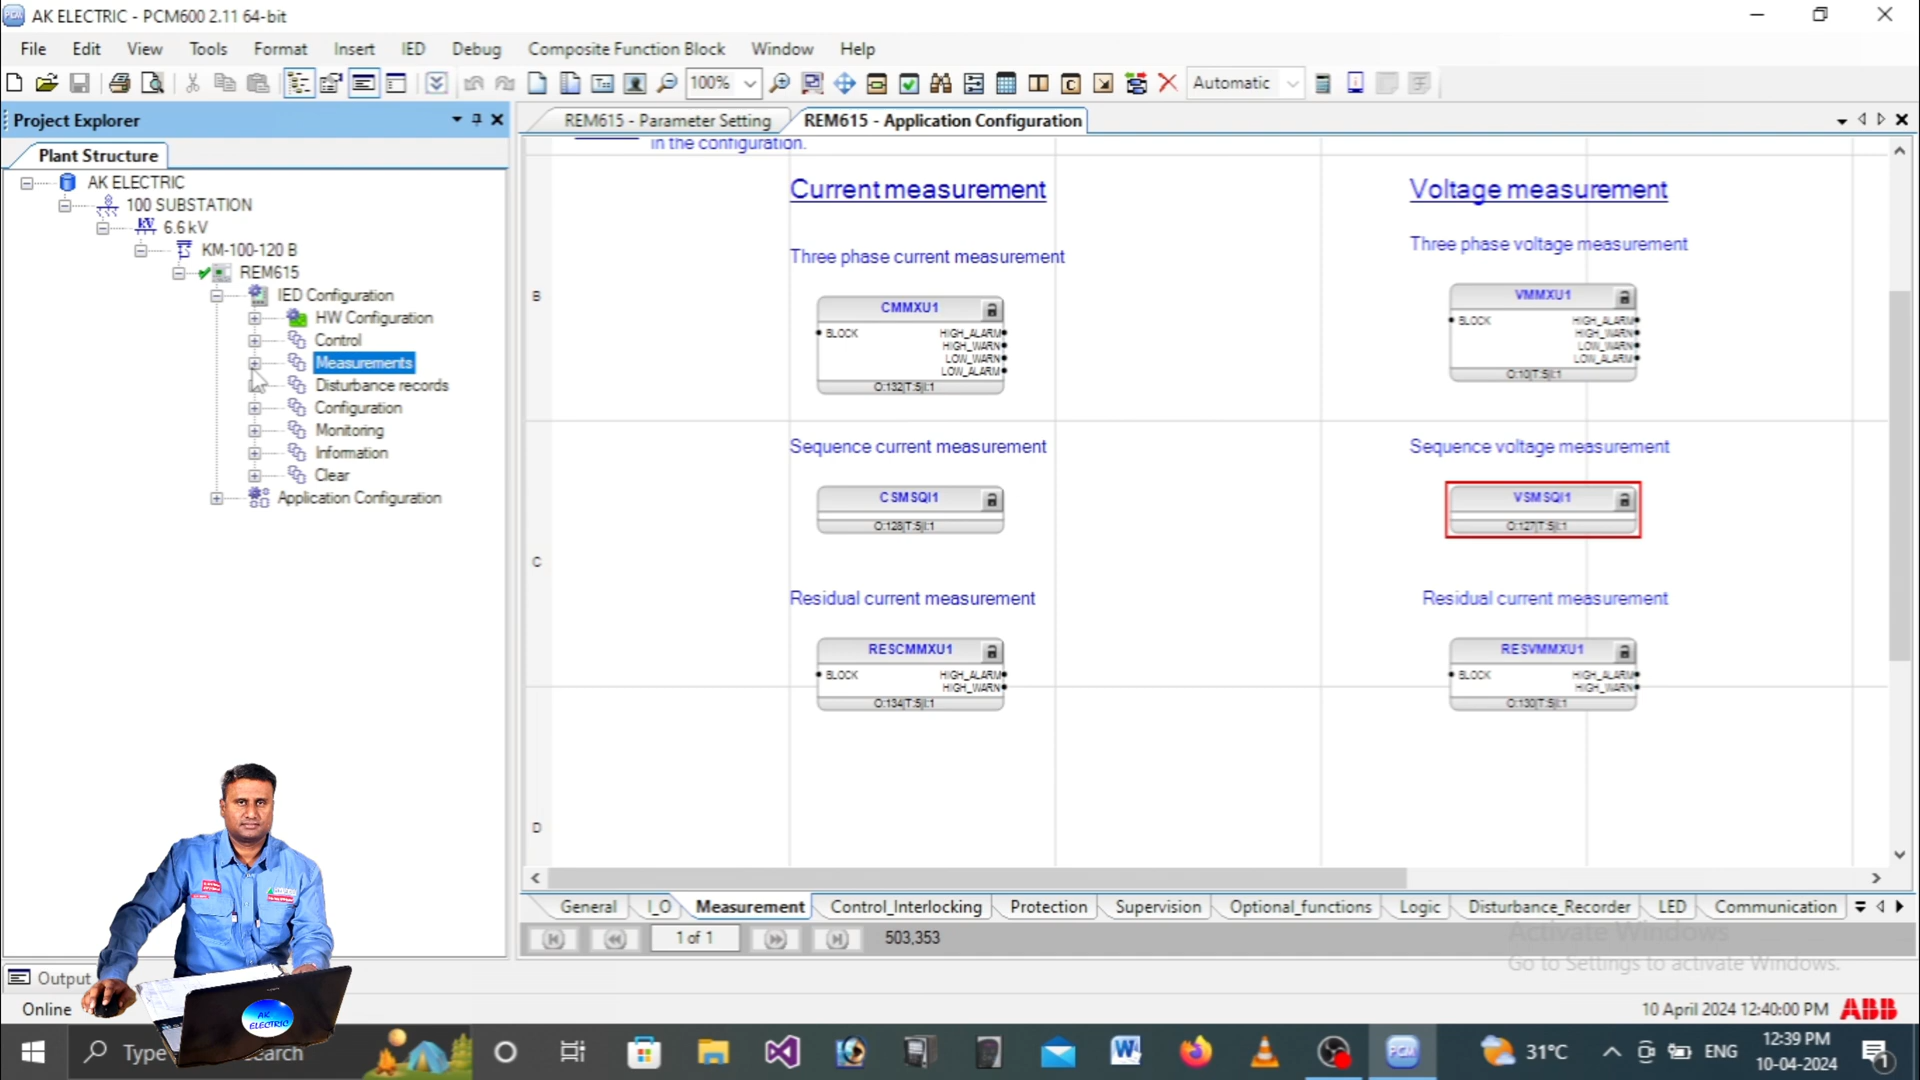 AK ELECTRIC - PCM600 2.11 64-bit
File Edit View Tools Format Insert IED Debug Composite Function Block Window Help
100% Automatic
Project Explorer
Plant Structure
AK ELECTRIC
100 SUBSTATION
6.6 kV
KM-100-120 B
REM615
IED Configuration
HW Configuration
Control
Measurements
Disturbance records
Configuration
Monitoring
Information
Clear
Application Configuration
REM615 - Parameter Setting REM615 - Application Configuration
in the configuration.
Current measurement
Voltage measurement
Three phase current measurement
Three phase voltage measurement
B
CMMXU1
BLOCK HIGH_ALARM
HIGH_WARN
LOW_WARN
LOW_ALARM
O:132|T:5|I:1
VMMXU1
BLOCK HIGH_ALARM
HIGH_WARN
LOW_WARN
LOW_ALARM
O:10|T:5|I:1
Sequence current measurement
Sequence voltage measurement
CSMSQI1
O:128|T:5|I:1
VSMSQI1
O:127|T:5|I:1
C
Residual current measurement
Residual current measurement
RESCMMXU1
BLOCK HIGH_ALARM
HIGH_WARN
O:134|T:5|I:1
RESVMMXU1
BLOCK HIGH_ALARM
HIGH_WARN
O:130|T:5|I:1
D
General I_O Measurement Control_Interlocking Protection Supervision Optional_functions Logic Disturbance_Recorder LED Communication
1 of 1 503,353
Activate Windows
Go to Settings to activate Windows.
Output
Online
10 April 2024 12:40:00 PM ABB
AK
ELECTRIC
Type search
PCM
31°C ENG
12:39 PM
10-04-2024
1